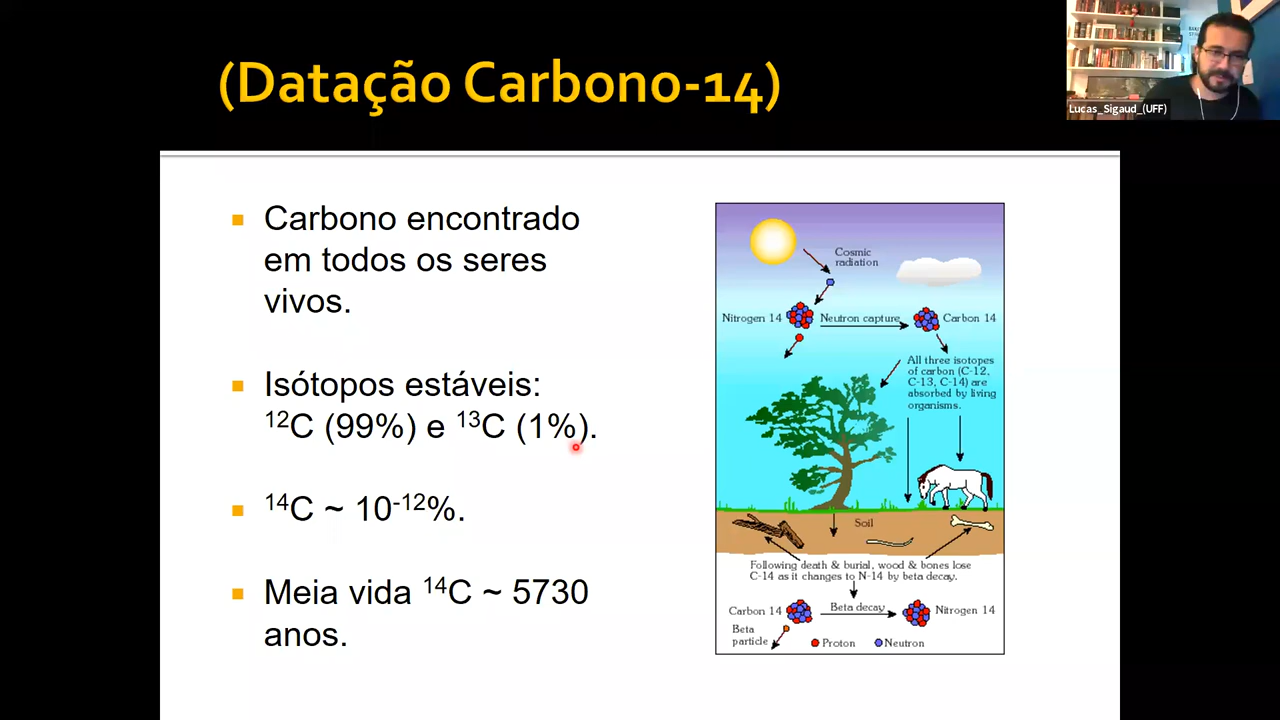 (Datação Carbono-14)
Lucas_Sigaud_(UFF)
Carbono encontrado
em todos os seres
vivos.
Isótopos estáveis:
¹²C (99%) e ¹³C (1%).
¹⁴C ~ 10⁻¹²%.
Meia vida ¹⁴C ~ 5730
anos.
Cosmic
radiation
Nitrogen 14
Neutron capture
Carbon 14
All three isotopes
of carbon (C-12,
C-13, C-14) are
absorbed by living
organisms.
Soil
Following death & burial, wood & bones lose
C-14 as it changes to N-14 by beta decay.
Carbon 14
Beta decay
Nitrogen 14
Beta
particle
Proton
Neutron